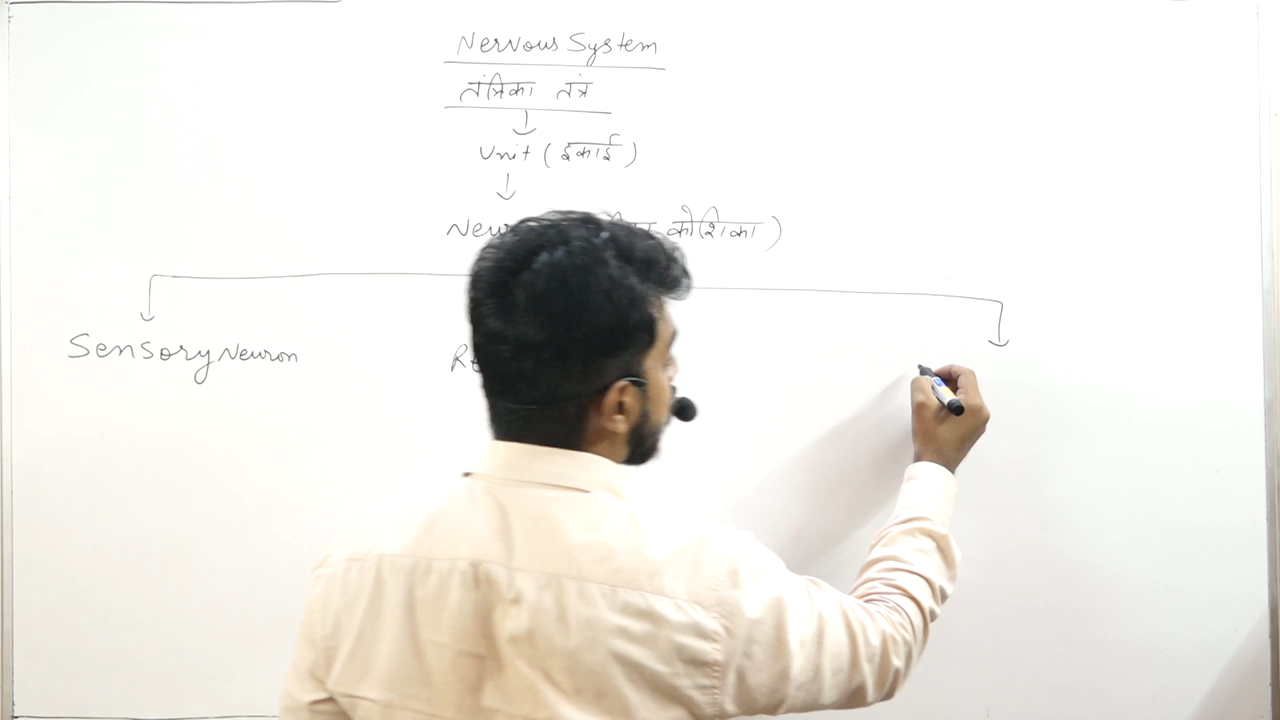 Nervous System
तंत्रिका तंत्र
Unit (इकाई)
कोशिका)
Sensory Neuron